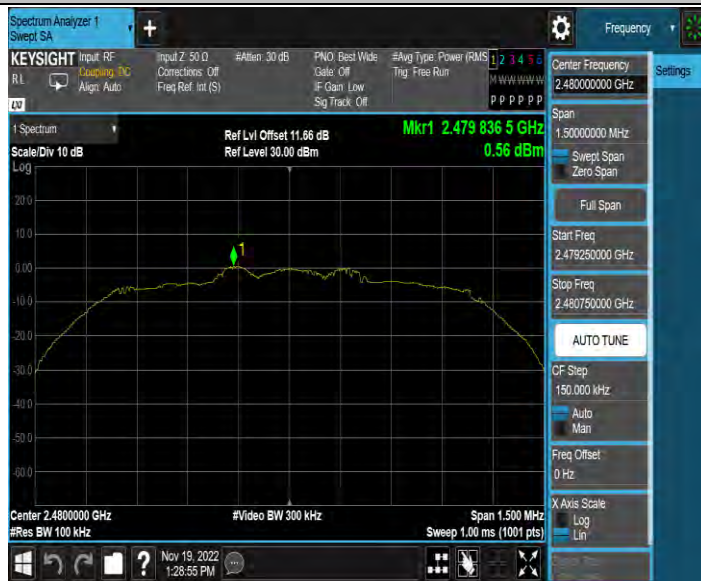 Spectrum Analyzer 1
Swept SA
+
Frequency
KEYSIGHT
RL
Input: RF
Coupling: DC
Align: Auto
Input Z: 50 Ω
Corrections: Off
Freq Ref: Int (S)
#Atten: 30 dB
PNO: Best Wide
Gate: Off
IF Gain: Low
Sig Track: Off
#Avg Type: Power (RMS
Trig: Free Run
1 2 3 4 5 6
M W W W W W
P P P P P P
LXI
1 Spectrum
Scale/Div 10 dB
Ref Lvl Offset 11.66 dB
Ref Level 30.00 dBm
Mkr1 2.479 836 5 GHz
0.56 dBm
Log
1
20.0
10.0
0.00
-10.0
-20.0
-30.0
-40.0
-50.0
-60.0
Center 2.4800000 GHz
#Res BW 100 kHz
#Video BW 300 kHz
Span 1.500 MHz
Sweep 1.00 ms (1001 pts)
Nov 19, 2022
1:28:55 PM
?
Center Frequency
2.480000000 GHz
Settings
Span
1.50000000 MHz
Swept Span
Zero Span
Full Span
Start Freq
2.479250000 GHz
Stop Freq
2.480750000 GHz
AUTO TUNE
CF Step
150.000 kHz
Auto
Man
Freq Offset
0 Hz
X Axis Scale
Log
Lin